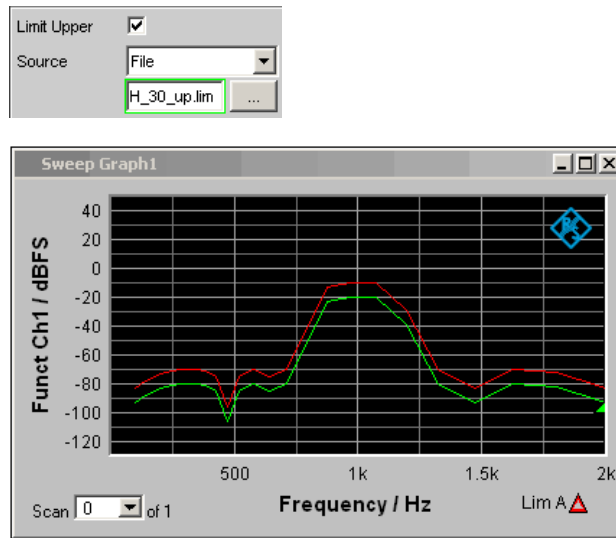 Limit Upper
Source File
H_30_up.lim ...
Sweep Graph1
Funct Ch1 / dBFS
40
20
0
-20
-40
-60
-80
-100
-120
500 1k 1.5k 2k
Scan 0 of 1
Frequency / Hz
Lim A